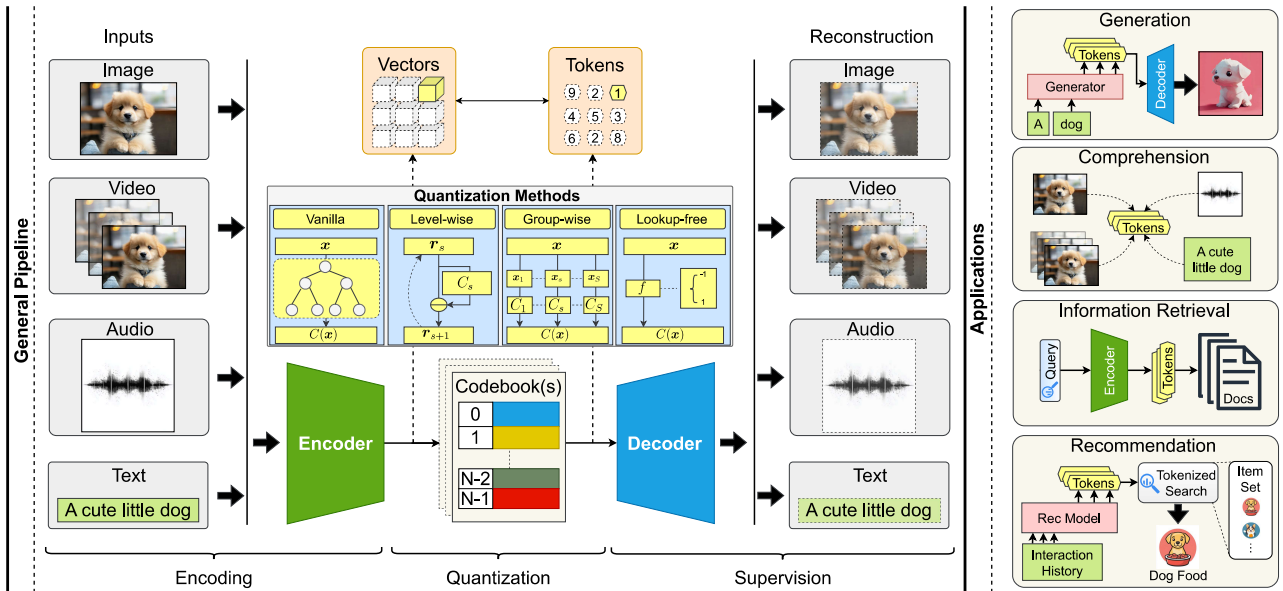 General Pipeline
Inputs
Image
Video
Audio
Text
A cute little dog
Vectors
Tokens
9 2 1
4 5 3
6 2 8
Quantization Methods
Vanilla
x
C(x)
Level-wise
r_s
C_s
r_{s+1}
Group-wise
x
x_1 x_s x_S
C_1 C_s C_S
C(x)
Lookup-free
x
f
-1
1
C(x)
Encoder
Codebook(s)
0
1
N-2
N-1
Decoder
Reconstruction
Image
Video
Audio
Text
A cute little dog
Encoding
Quantization
Supervision
Applications
Generation
Tokens
Generator
A
dog
Decoder
Comprehension
Tokens
A cute
little dog
Information Retrieval
Query
Encoder
Tokens
Docs
Recommendation
Tokens
Rec Model
Interaction
History
Tokenized
Search
Dog Food
Item
Set